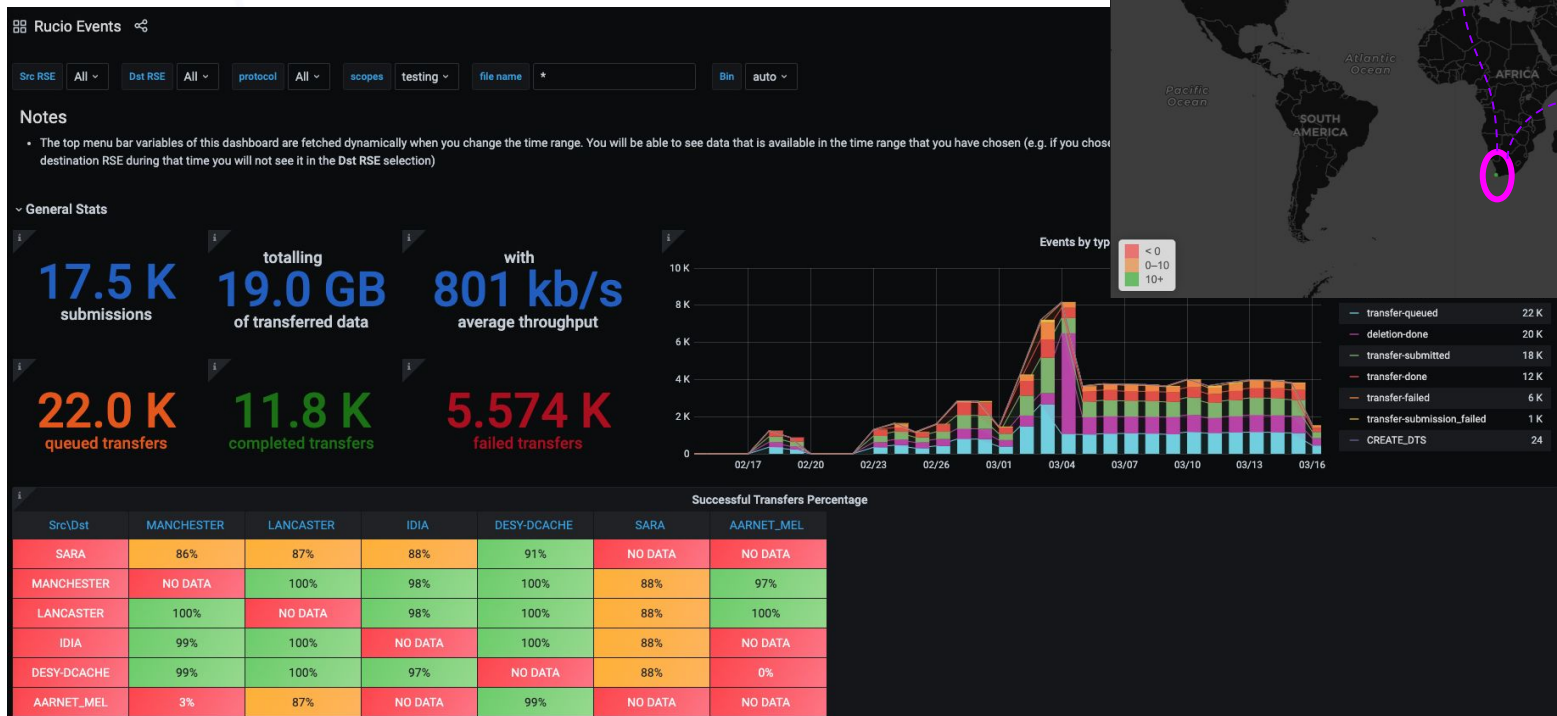 Rucio Events
Src RSE All Dst RSE All protocol All scopes testing file name * Bin auto
Notes
• The top menu bar variables of this dashboard are fetched dynamically when you change the time range. You will be able to see data that is available in the time range that you have chosen (e.g. if you chose
destination RSE during that time you will not see it in the Dst RSE selection)
Atlantic
Ocean
AFRICA
Pacific
Ocean
SOUTH
AMERICA
< 0
0–10
10+
General Stats
17.5 K
submissions
totalling
19.0 GB
of transferred data
with
801 kb/s
average throughput
22.0 K
queued transfers
11.8 K
completed transfers
5.574 K
failed transfers
Events by typ
10 K
8 K
6 K
4 K
2 K
0
02/17 02/20 02/23 02/26 03/01 03/04 03/07 03/10 03/13 03/16
transfer-queued 22 K
deletion-done 20 K
transfer-submitted 18 K
transfer-done 12 K
transfer-failed 6 K
transfer-submission_failed 1 K
CREATE_DTS 24
Successful Transfers Percentage
Src\Dst MANCHESTER LANCASTER IDIA DESY-DCACHE SARA AARNET_MEL
SARA 86% 87% 88% 91% NO DATA NO DATA
MANCHESTER NO DATA 100% 98% 100% 88% 97%
LANCASTER 100% NO DATA 98% 100% 88% 100%
IDIA 99% 100% NO DATA 100% 88% NO DATA
DESY-DCACHE 99% 100% 97% NO DATA 88% 0%
AARNET_MEL 3% 87% NO DATA 99% NO DATA NO DATA